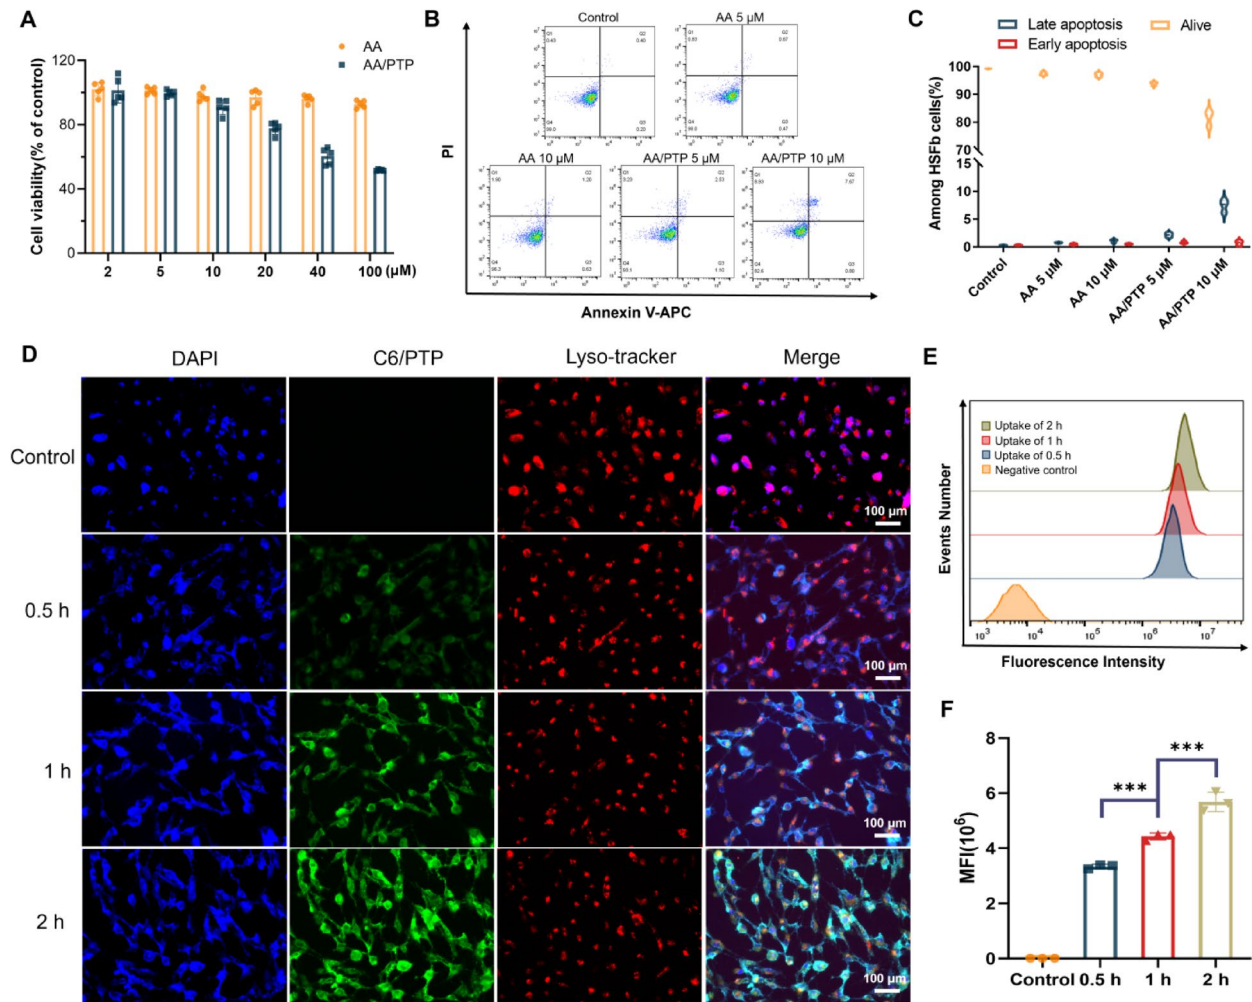 A
AA
AA/PTP
Cell viability(% of control)
120
80
40
0
2 5 10 20 40 100 (μM)
B
Control
AA 5 μM
AA 10 μM
AA/PTP 5 μM
AA/PTP 10 μM
PI
Annexin V-APC
C
Late apoptosis
Early apoptosis
Alive
Among HSFb cells(%)
100
90
80
70
15
10
5
0
Control
AA 5 μM
AA 10 μM
AA/PTP 5 μM
AA/PTP 10 μM
D
DAPI C6/PTP Lyso-tracker Merge
Control
100 μm
0.5 h
100 μm
1 h
100 μm
2 h
100 μm
E
Uptake of 2 h
Uptake of 1 h
Uptake of 0.5 h
Negative control
Events Number
10³ 10⁴ 10⁵ 10⁶ 10⁷
Fluorescence Intensity
F
***
***
MFI(10⁶)
8
6
4
2
0
Control 0.5 h 1 h 2 h